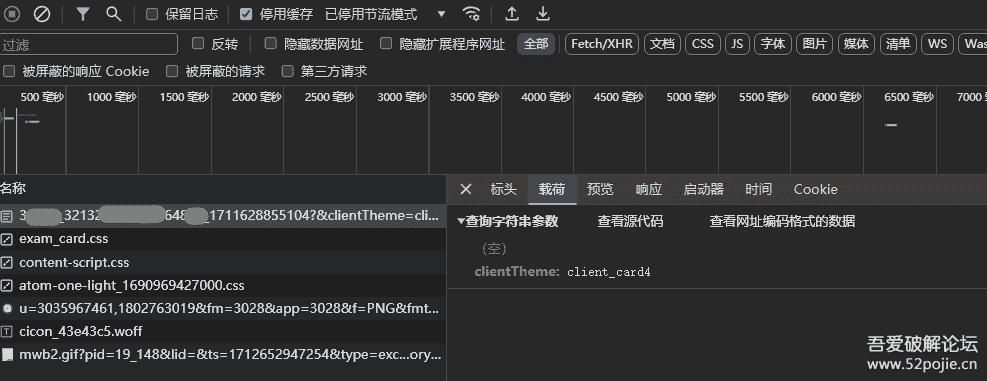 保留日志 停用缓存 已停用节流模式
过滤 反转 隐藏数据网址 隐藏扩展程序网址 全部 Fetch/XHR 文档 CSS JS 字体 图片 媒体 清单 WS Was
被屏蔽的响应 Cookie 被屏蔽的请求 第三方请求
500 毫秒 1000 毫秒 1500 毫秒 2000 毫秒 2500 毫秒 3000 毫秒 3500 毫秒 4000 毫秒 4500 毫秒 5000 毫秒 5500 毫秒 6000 毫秒 6500 毫秒 7000
名称
标头 载荷 预览 响应 启动器 时间 Cookie
3 32132 648 _1711628855104?&clientTheme=cli...
exam_card.css
content-script.css
atom-one-light_1690969427000.css
u=3035967461,1802763019&fm=3028&app=3028&f=PNG&fmt...
cicon_43e43c5.woff
mwb2.gif?pid=19_148&lid=&ts=1712652947254&type=exc...ory...
查询字符串参数 查看源代码 查看网址编码格式的数据
(空)
clientTheme: client_card4
吾爱破解论坛
www.52pojie.cn